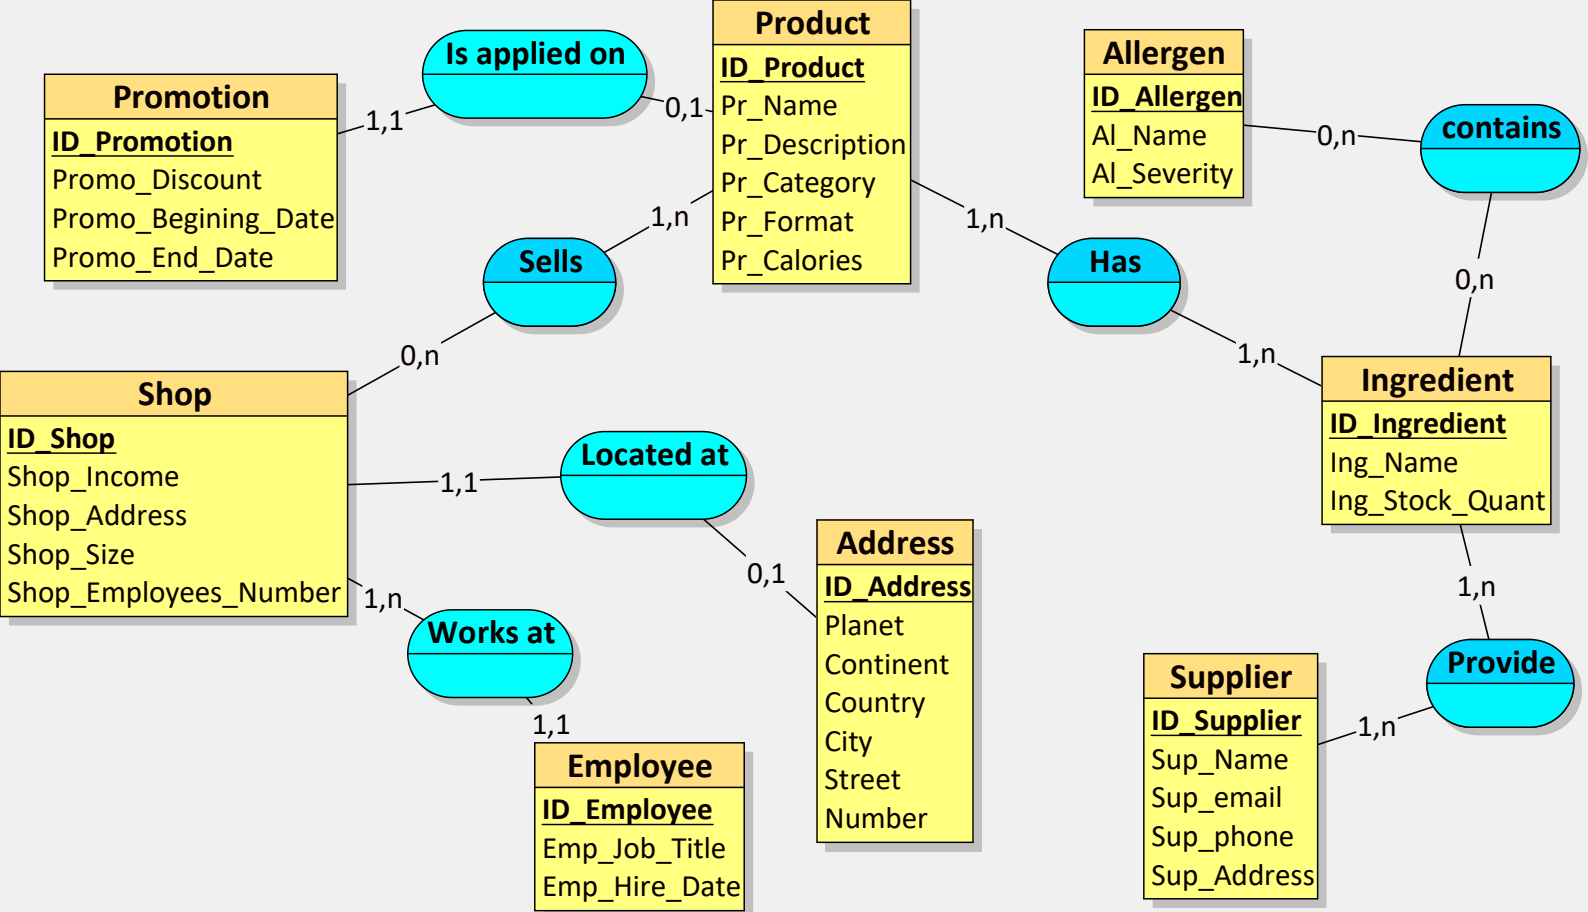 Is applied on
Product
ID_Product
Pr_Name
Pr_Description
Pr_Category
Pr_Format
Pr_Calories
Allergen
ID_Allergen
Al_Name
Al_Severity
contains
0,n
0,n
Promotion
ID_Promotion
Promo_Discount
Promo_Begining_Date
Promo_End_Date
1,1
0,1
1,n
Sells
0,n
1,n
Has
1,n
Shop
ID_Shop
Shop_Income
Shop_Address
Shop_Size
Shop_Employees_Number
1,1
Located at
0,1
Address
ID_Address
Planet
Continent
Country
City
Street
Number
Ingredient
ID_Ingredient
Ing_Name
Ing_Stock_Quant
1,n
Works at
1,1
Employee
ID_Employee
Emp_Job_Title
Emp_Hire_Date
1,n
Provide
1,n
Supplier
ID_Supplier
Sup_Name
Sup_email
Sup_phone
Sup_Address